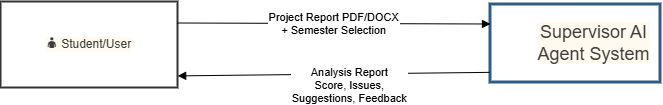 Project Report PDF/DOCX
+ Semester Selection
Student/User
Supervisor AI
Agent System
Analysis Report
Score, Issues,
Suggestions, Feedback